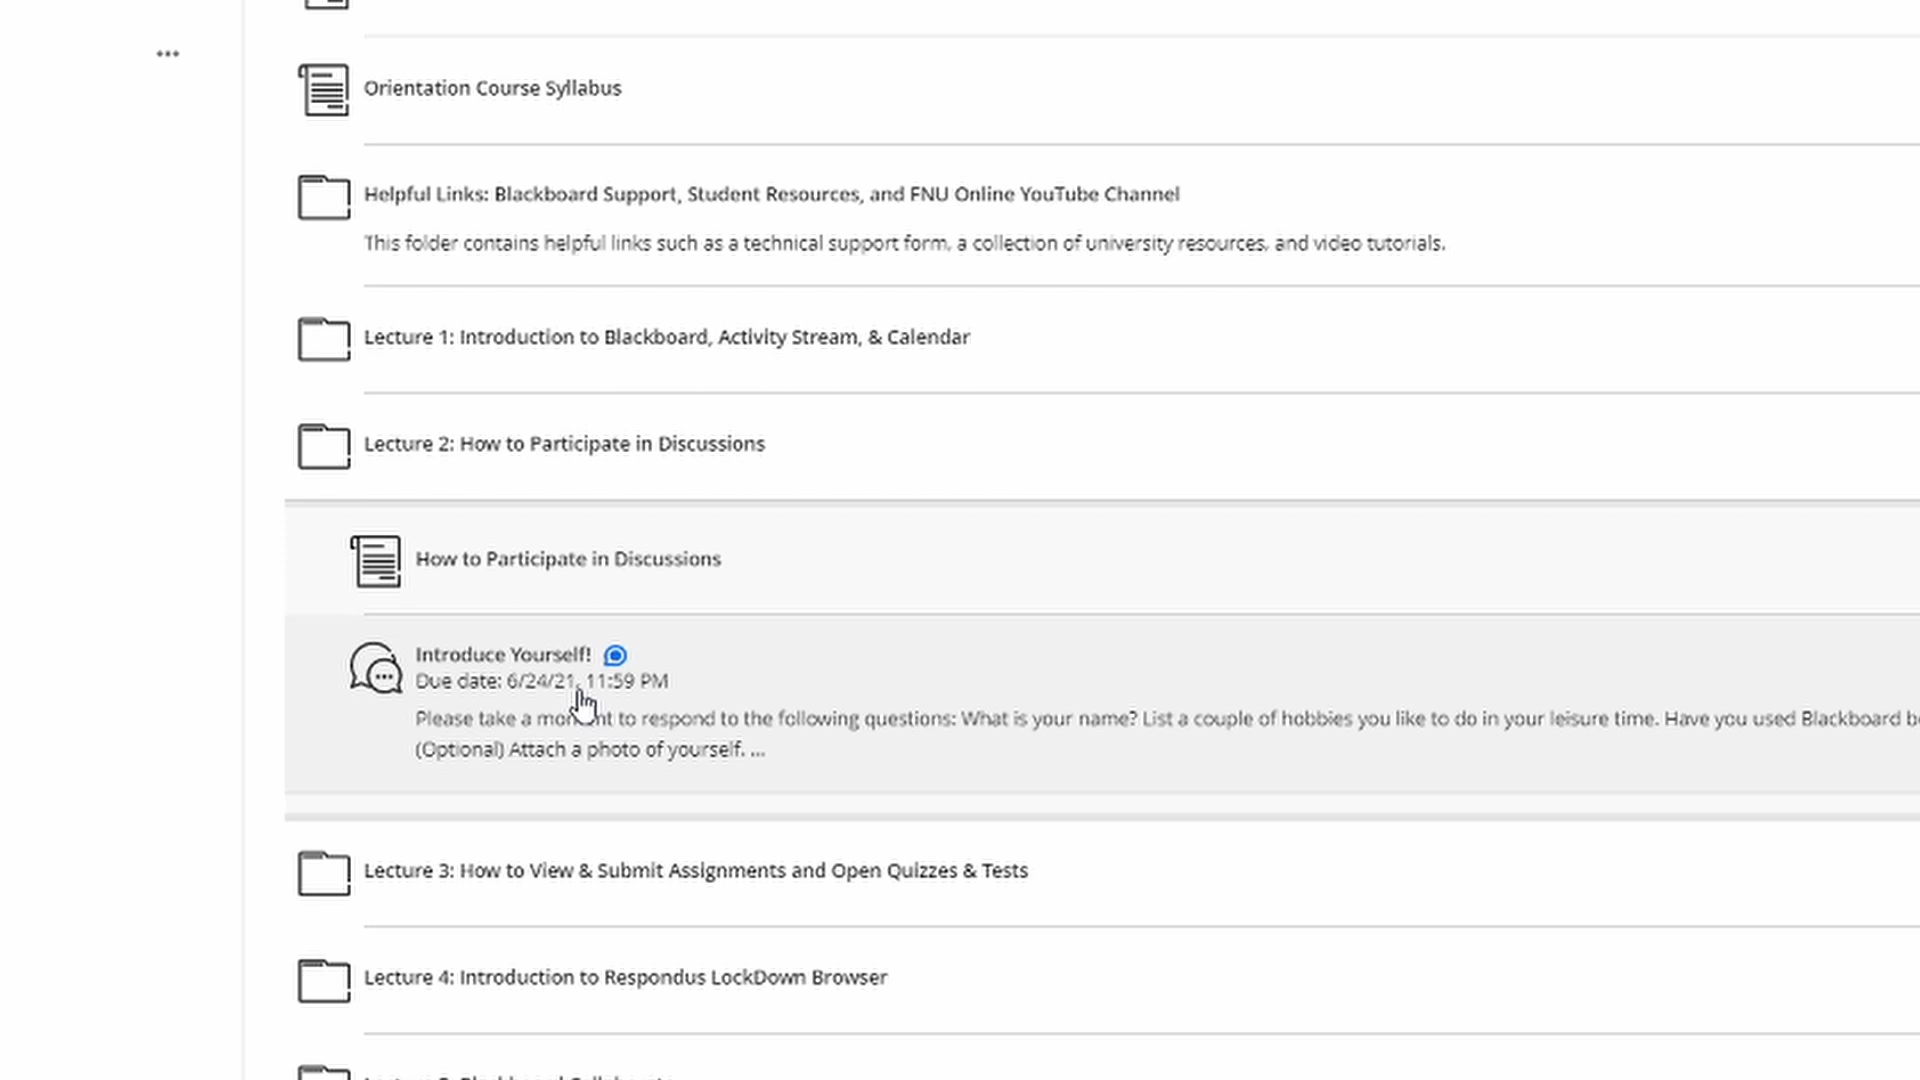 Orientation Course Syllabus
Helpful Links: Blackboard Support, Student Resources, and FNU Online YouTube Channel
This folder contains helpful links such as a technical support form, a collection of university resources, and video tutorials.
Lecture 1: Introduction to Blackboard, Activity Stream, & Calendar
Lecture 2: How to Participate in Discussions
How to Participate in Discussions
Introduce Yourself!
Due date: 6/24/21, 11:59 PM
Please take a moment to respond to the following questions: What is your name? List a couple of hobbies you like to do in your leisure time. Have you used Blackboard
(Optional) Attach a photo of yourself. ...
Lecture 3: How to View & Submit Assignments and Open Quizzes & Tests
Lecture 4: Introduction to Respondus LockDown Browser